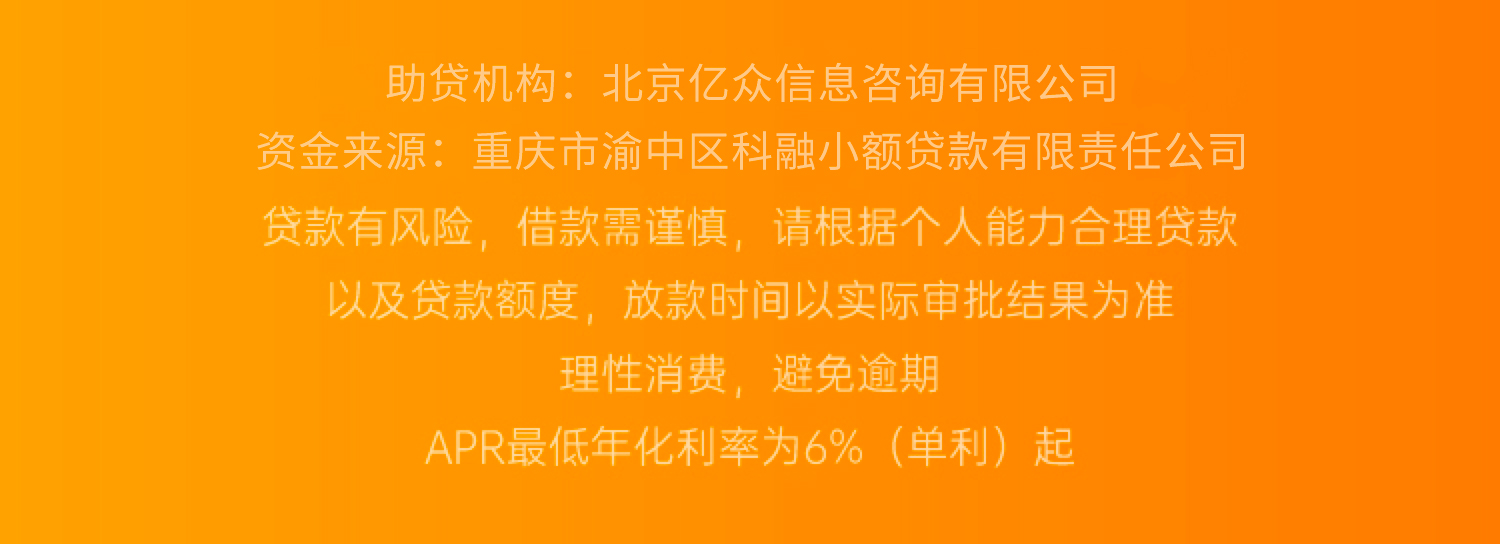 助贷机构：北京亿众信息咨询有限公司
资金来源：重庆市渝中区科融小额贷款有限责任公司
贷款有风险，借款需谨慎，请根据个人能力合理贷款
以及贷款额度，放款时间以实际审批结果为准
理性消费，避免逾期
APR最低年化利率为6%（单利）起